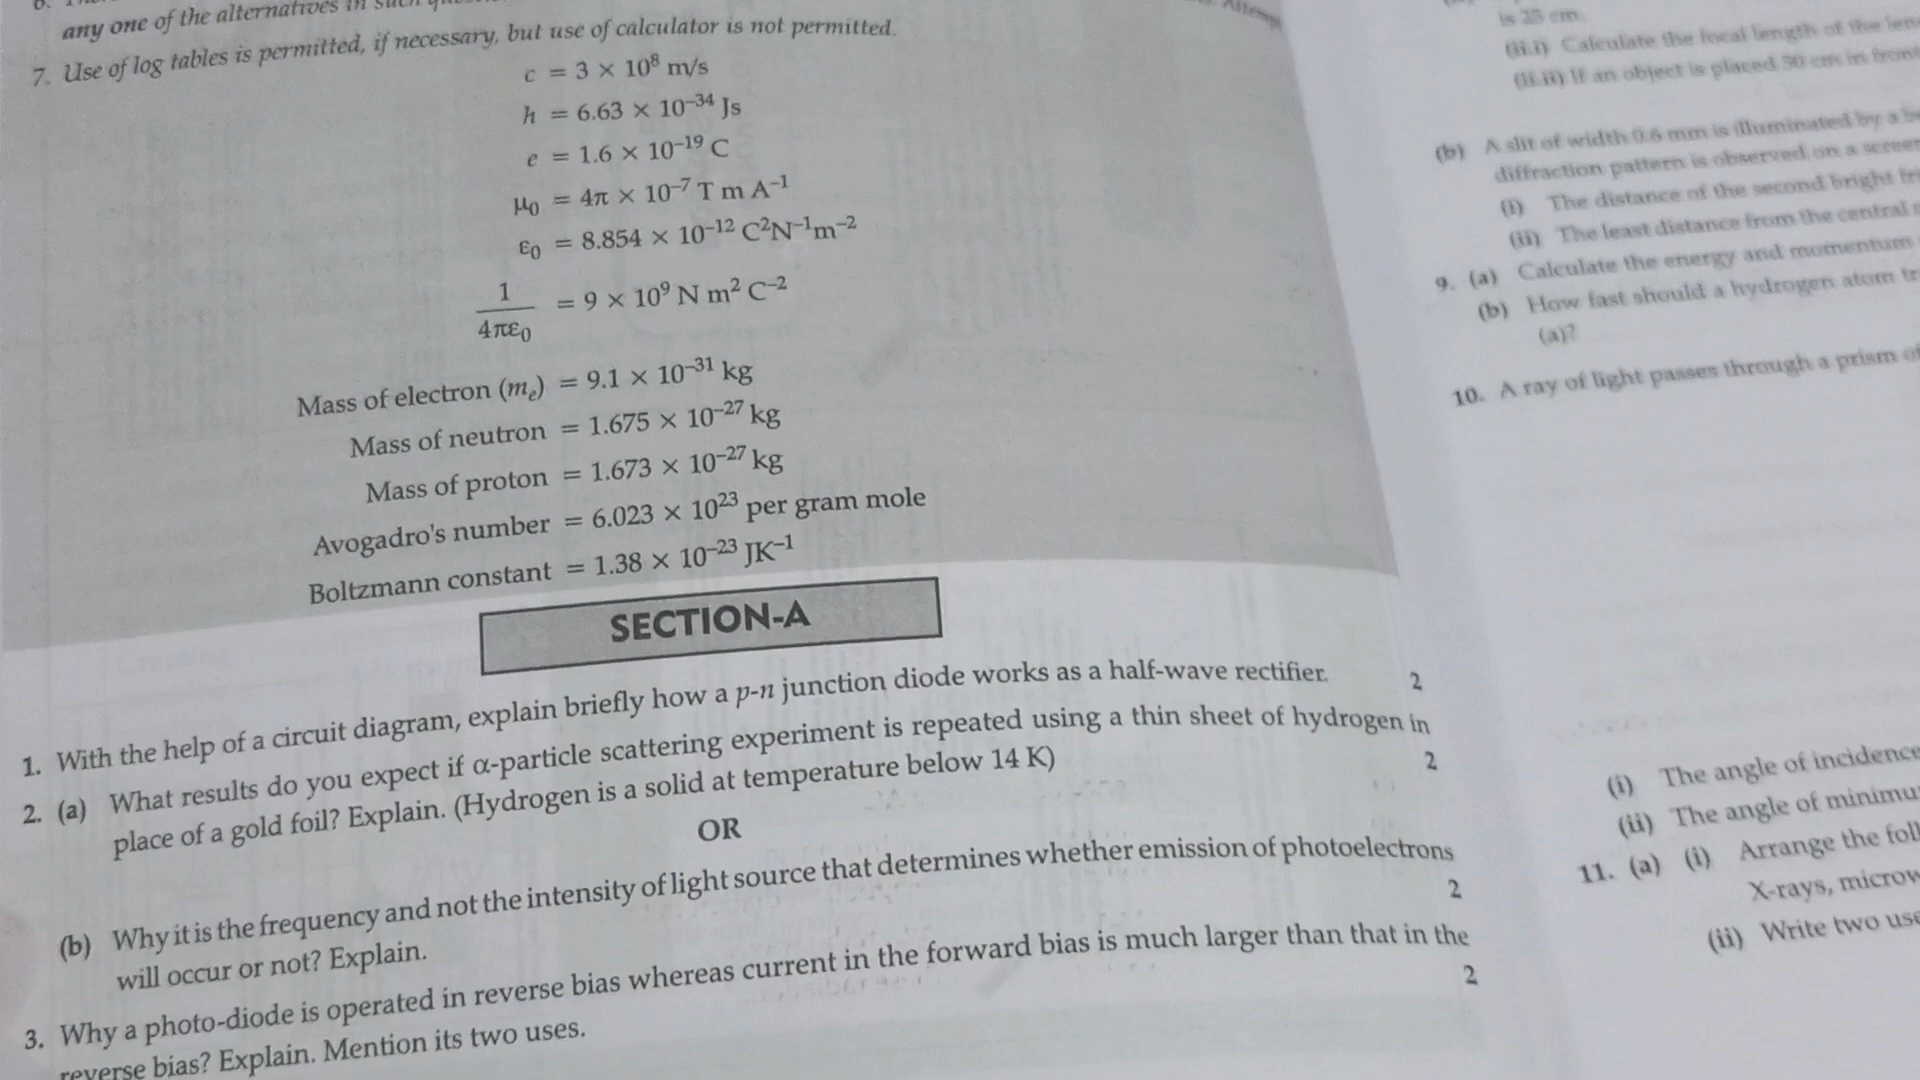 any one of the alternatives in such
7. Use of log tables is permitted, if necessary, but use of calculator is not permitted.
c = 3 × 10⁸ m/s
h = 6.63 × 10⁻³⁴ Js
e = 1.6 × 10⁻¹⁹ C
μ₀ = 4π × 10⁻⁷ T m A⁻¹
ε₀ = 8.854 × 10⁻¹² C²N⁻¹m⁻²
1/4πε₀ = 9 × 10⁹ N m² C⁻²
Mass of electron (mₑ) = 9.1 × 10⁻³¹ kg
Mass of neutron = 1.675 × 10⁻²⁷ kg
Mass of proton = 1.673 × 10⁻²⁷ kg
Avogadro's number = 6.023 × 10²³ per gram mole
Boltzmann constant = 1.38 × 10⁻²³ JK⁻¹
SECTION-A
1. With the help of a circuit diagram, explain briefly how a p-n junction diode works as a half-wave rectifier. 2
2. (a) What results do you expect if α-particle scattering experiment is repeated using a thin sheet of hydrogen in
place of a gold foil? Explain. (Hydrogen is a solid at temperature below 14 K) 2
OR
(b) Why it is the frequency and not the intensity of light source that determines whether emission of photoelectrons
will occur or not? Explain. 2
3. Why a photo-diode is operated in reverse bias whereas current in the forward bias is much larger than that in the
reverse bias? Explain. Mention its two uses. 2
is 25 cm.
(ii.i) Calculate the focal length of the
(ii.ii) If an object is placed 50 cm in front
(b) A slit of width 0.6 mm is illuminated by a
diffraction pattern is observed on a screen
(i) The distance of the second bright
(ii) The least distance from the central
9. (a) Calculate the energy and momentum
(b) How fast should a hydrogen atom
(a)?
10. A ray of light passes through a prism of
(i) The angle of incidence
(ii) The angle of
11. (a) (i) Arrange the
X-rays,
(ii) Write two